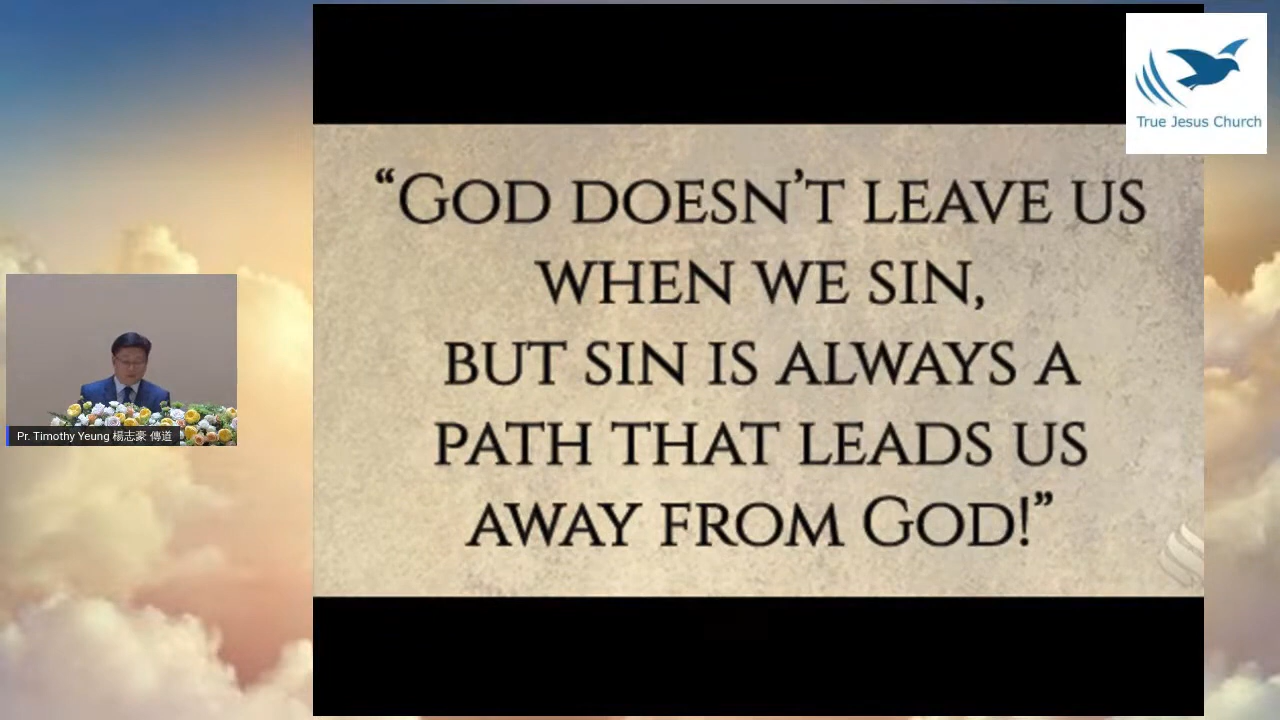 True Jesus Church
“GOD DOESN’T LEAVE US
WHEN WE SIN,
BUT SIN IS ALWAYS A
PATH THAT LEADS US
AWAY FROM GOD!”
Pr. Timothy Yeung 楊志豪 傳道